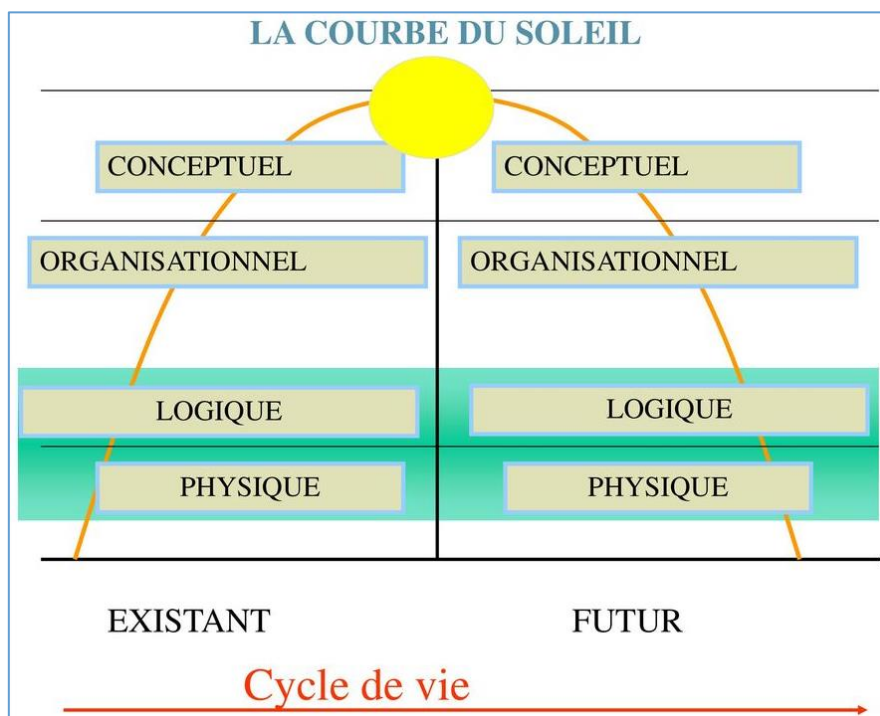 LA COURBE DU SOLEIL
CONCEPTUEL
CONCEPTUEL
ORGANISATIONNEL
ORGANISATIONNEL
LOGIQUE
LOGIQUE
PHYSIQUE
PHYSIQUE
EXISTANT
FUTUR
Cycle de vie